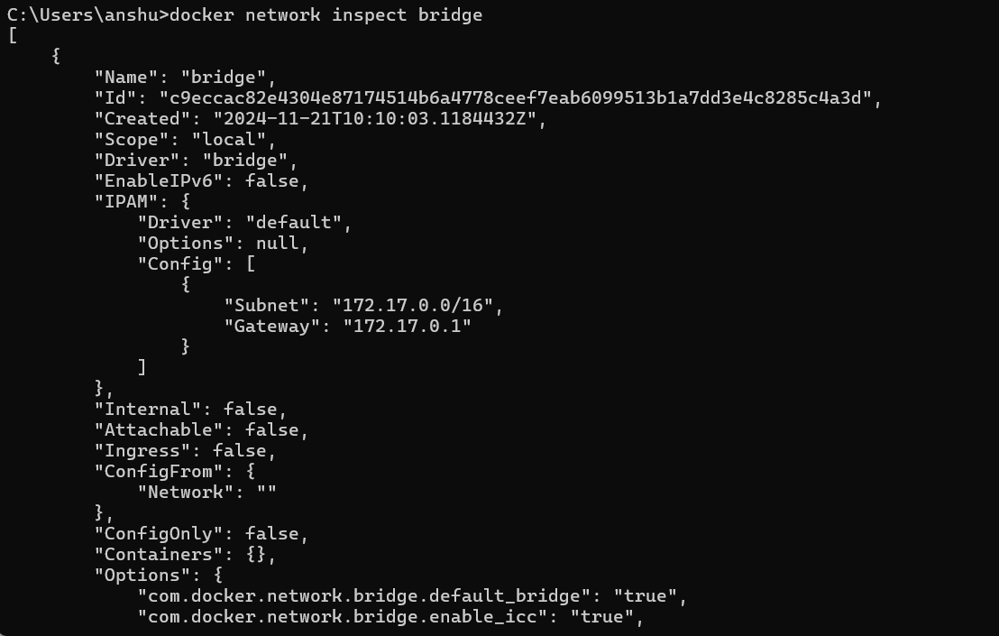 C:\Users\anshu>docker network inspect bridge
[
    {
        "Name": "bridge",
        "Id": "c9eccac82e4304e87174514b6a4778ceef7eab6099513b1a7dd3e4c8285c4a3d",
        "Created": "2024-11-21T10:10:03.1184432Z",
        "Scope": "local",
        "Driver": "bridge",
        "EnableIPv6": false,
        "IPAM": {
            "Driver": "default",
            "Options": null,
            "Config": [
                {
                    "Subnet": "172.17.0.0/16",
                    "Gateway": "172.17.0.1"
                }
            ]
        },
        "Internal": false,
        "Attachable": false,
        "Ingress": false,
        "ConfigFrom": {
            "Network": ""
        },
        "ConfigOnly": false,
        "Containers": {},
        "Options": {
            "com.docker.network.bridge.default_bridge": "true",
            "com.docker.network.bridge.enable_icc": "true",